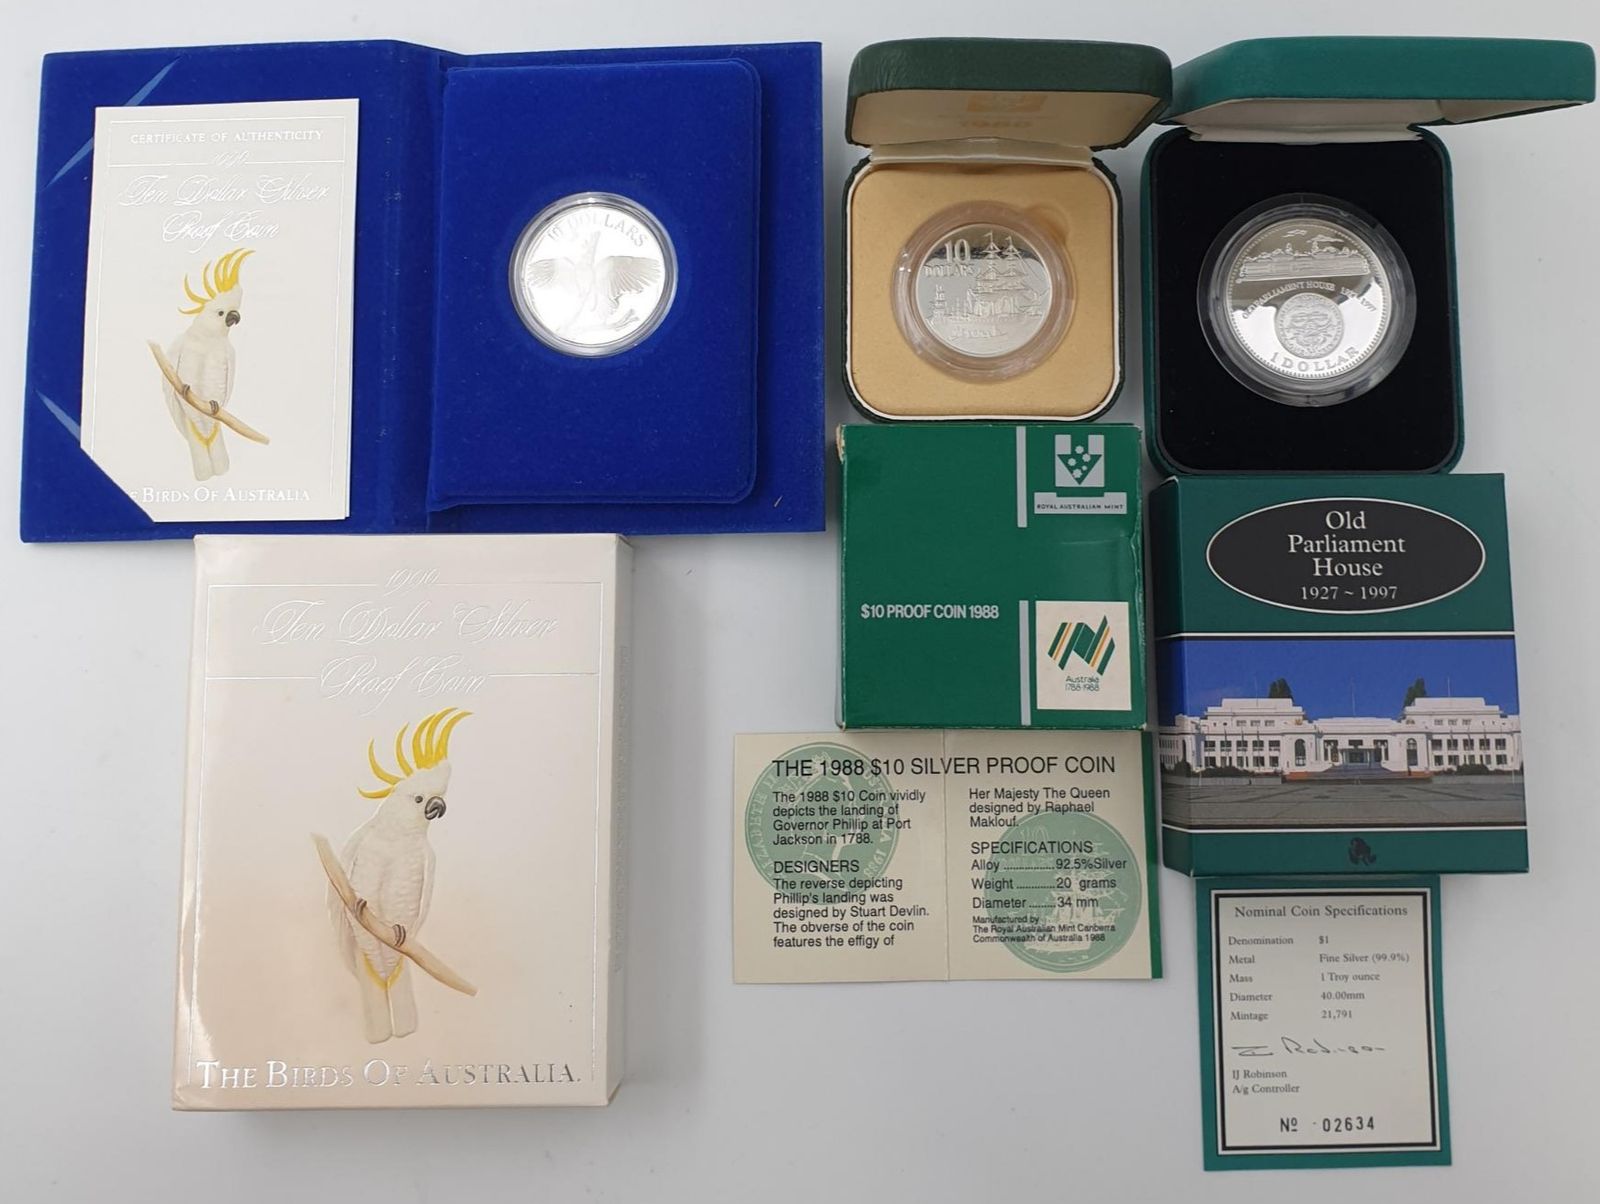 CERTIFICATE OF AUTHENTICITY
1990
Ten Dollar Silver
Proof Coin
BIRDS OF AUSTRALIA
10 DOLLARS
1990
Ten Dollar Silver
Proof Coin
THE BIRDS OF AUSTRALIA.
1988
10
DOLLARS
ROYAL AUSTRALIAN MINT
$10 PROOF COIN 1988
Australia
1788-1988
THE 1988 $10 SILVER PROOF COIN
The 1988 $10 Coin vividly
depicts the landing of
Governor Phillip at Port
Jackson in 1788.
DESIGNERS
The reverse depicting
Phillip's landing was
designed by Stuart Devlin.
The obverse of the coin
features the effigy of
Her Majesty The Queen
designed by Raphael
Maklouf.
SPECIFICATIONS
Alloy ................ 92.5%Silver
Weight ............. 20 grams
Diameter ......... 34 mm
Manufactured by
The Royal Australian Mint Canberra
Commonwealth of Australia 1988
OLD PARLIAMENT HOUSE 1927-1997
1 DOLLAR
Old
Parliament
House
1927 ~ 1997
Nominal Coin Specifications
Denomination $1
Metal Fine Silver (99.9%)
Mass 1 Troy ounce
Diameter 40.00mm
Mintage 21,791
IJ Robinson
A/g Controller
Nº 02634